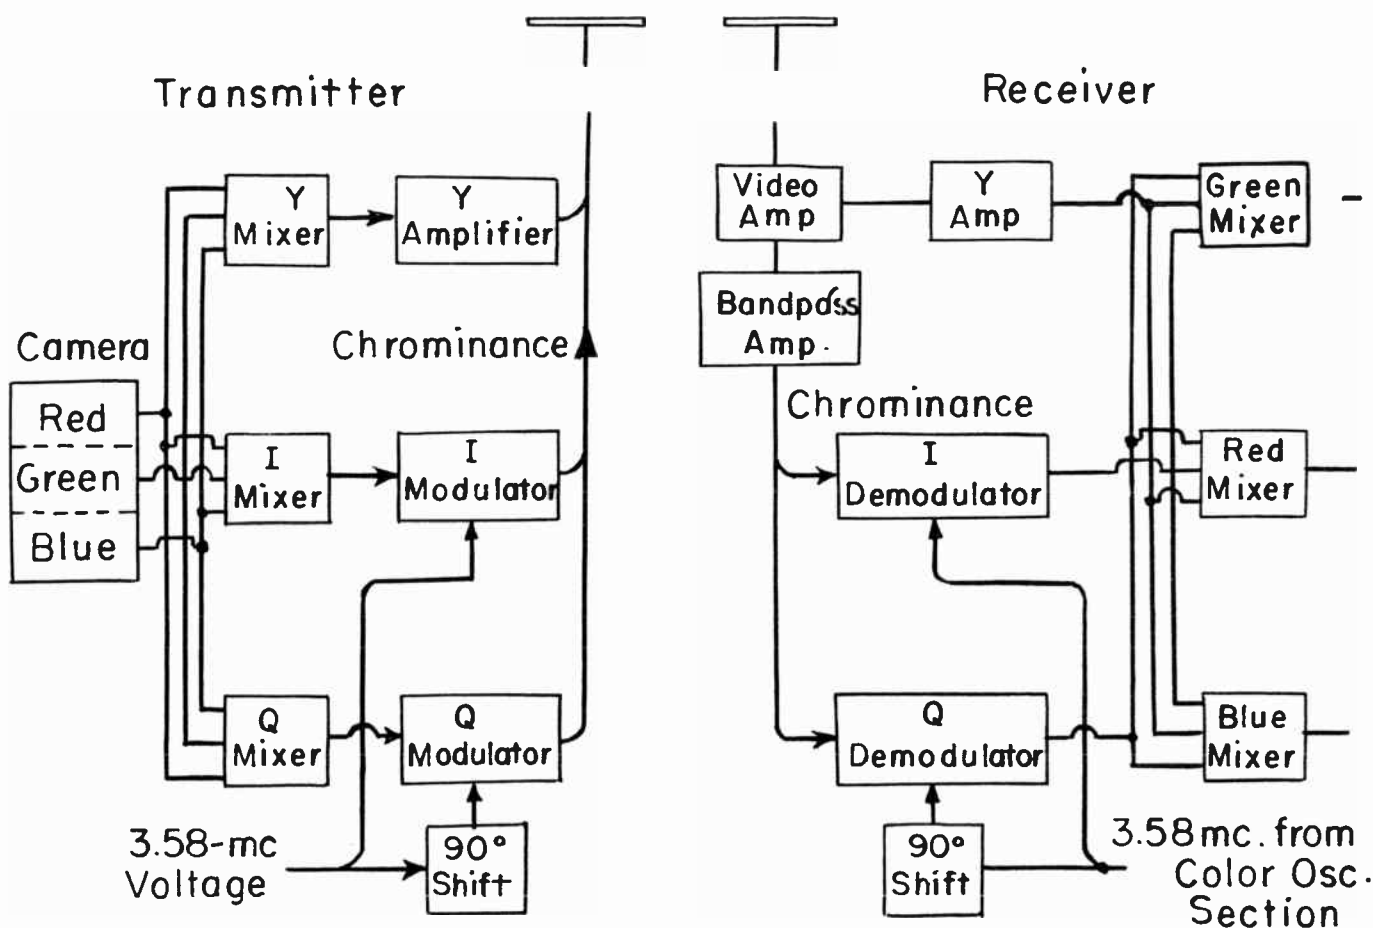 Transmitter
Y
Mixer
Y
Amplifier
Camera
Chrominance
Red
Green
Blue
I
Mixer
I
Modulator
Q
Mixer
Q
Modulator
3.58-mc
Voltage
90°
Shift
Receiver
Video
Amp
Y
Amp
Green
Mixer
Bandpass
Amp.
Chrominance
I
Demodulator
Red
Mixer
Q
Demodulator
Blue
Mixer
90°
Shift
3.58mc. from
Color Osc.
Section